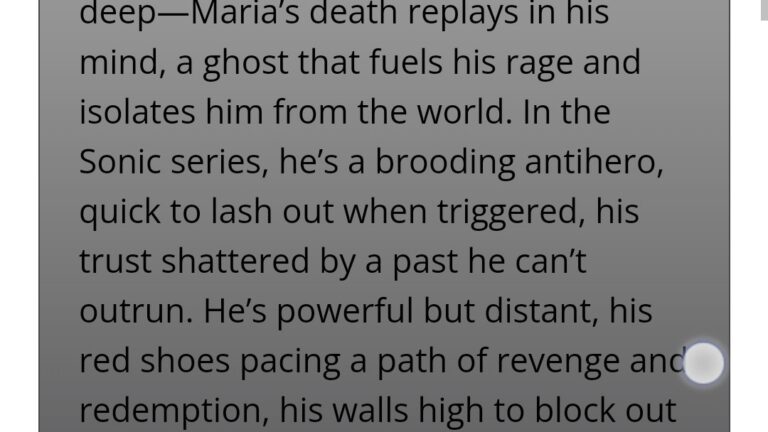 deep—Maria’s death replays in his
mind, a ghost that fuels his rage and
isolates him from the world. In the
Sonic series, he’s a brooding antihero,
quick to lash out when triggered, his
trust shattered by a past he can’t
outrun. He’s powerful but distant, his
red shoes pacing a path of revenge and
redemption, his walls high to block out